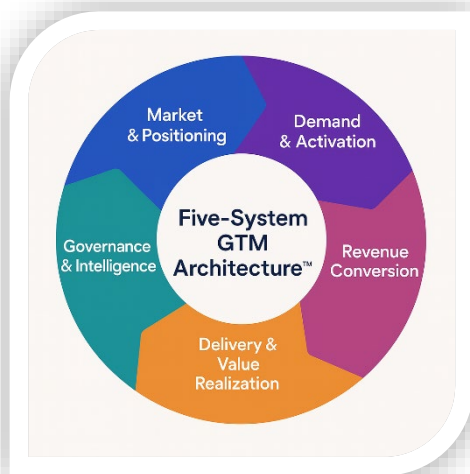 Five-System
GTM
Architecture™
Market
& Positioning
Demand
& Activation
Revenue
Conversion
Delivery &
Value
Realization
Governance
& Intelligence